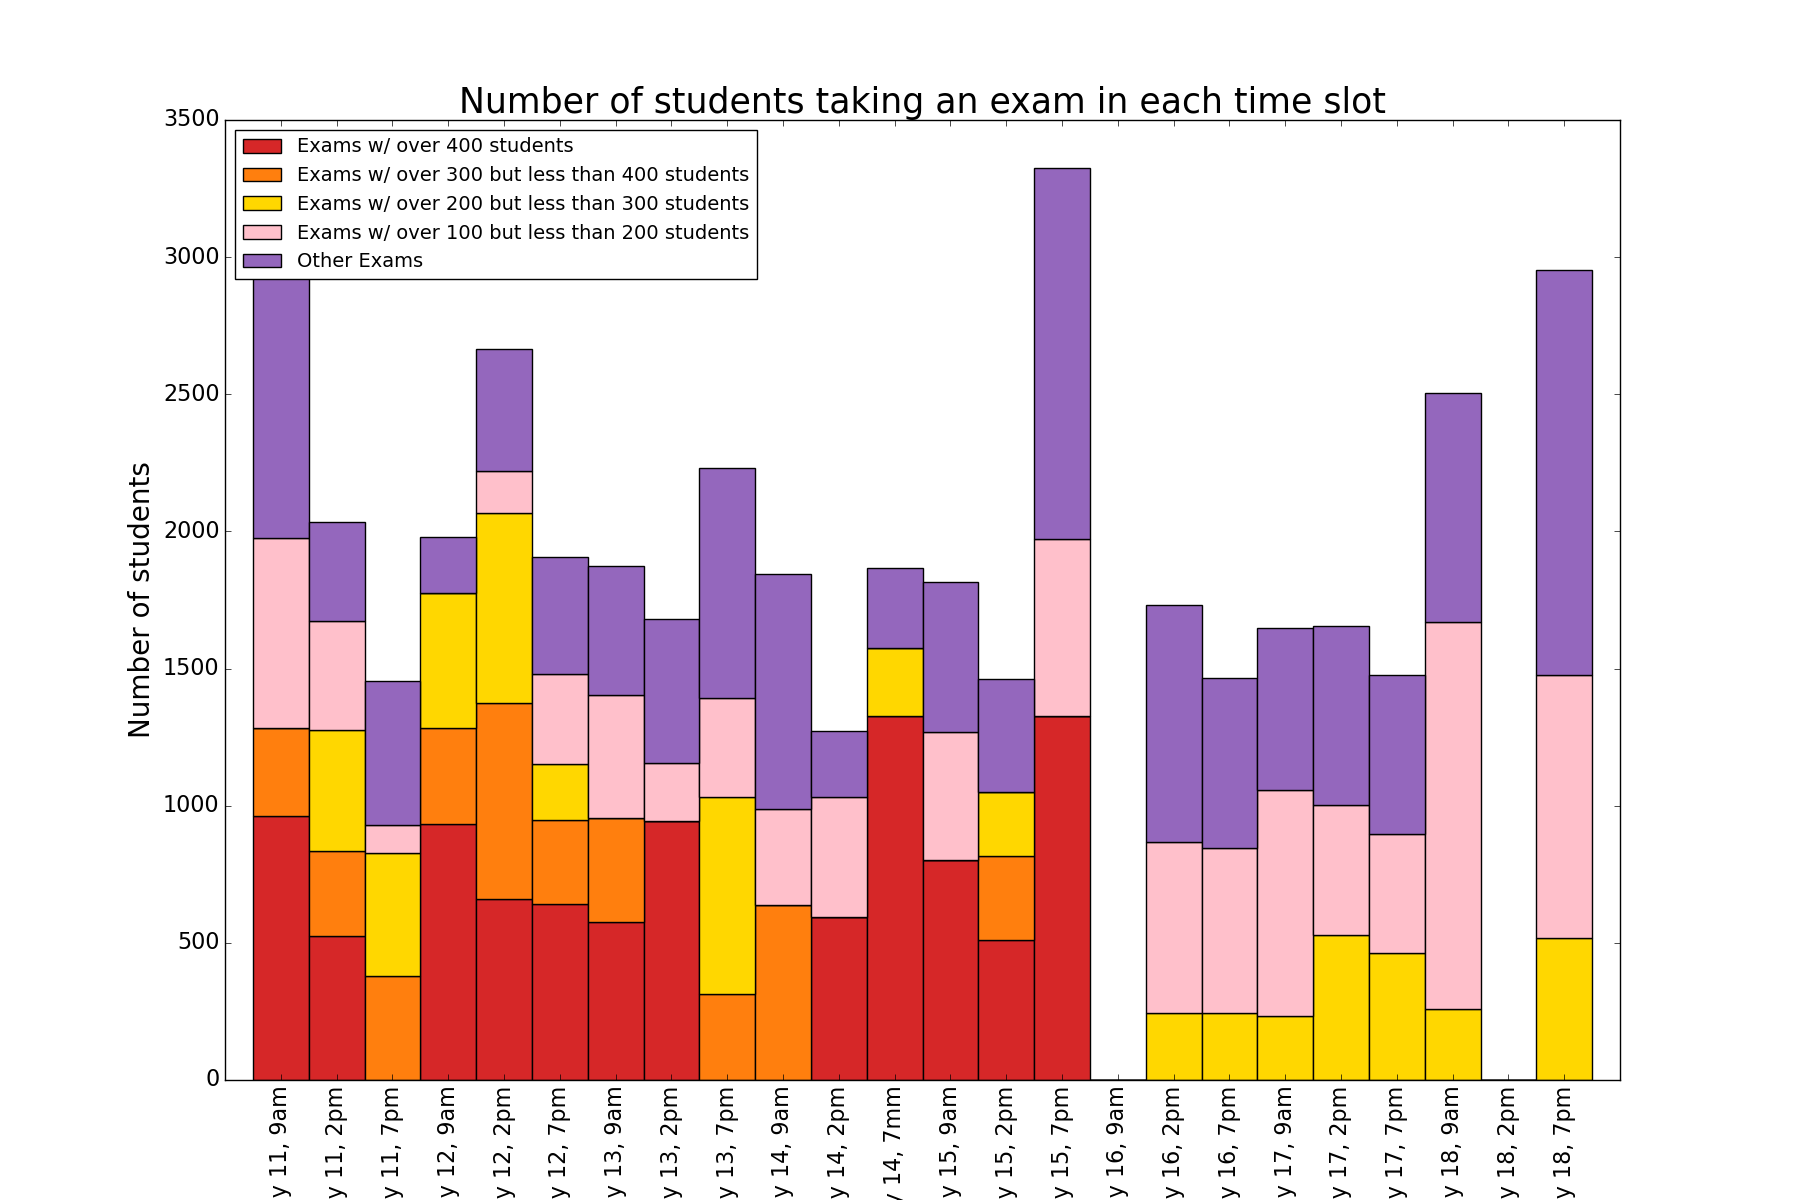 Number of students taking an exam in each time slot
Exams w/ over 400 students
Exams w/ over 300 but less than 400 students
Exams w/ over 200 but less than 300 students
Exams w/ over 100 but less than 200 students
Other Exams
Number of students
3500
3000
2500
2000
1500
1000
500
0
y 11, 9am
y 11, 2pm
y 11, 7pm
y 12, 9am
y 12, 2pm
y 12, 7pm
y 13, 9am
y 13, 2pm
y 13, 7pm
y 14, 9am
y 14, 2pm
y 14, 7mm
y 15, 9am
y 15, 2pm
y 15, 7pm
y 16, 9am
y 16, 2pm
y 16, 7pm
y 17, 9am
y 17, 2pm
y 17, 7pm
y 18, 9am
y 18, 2pm
y 18, 7pm